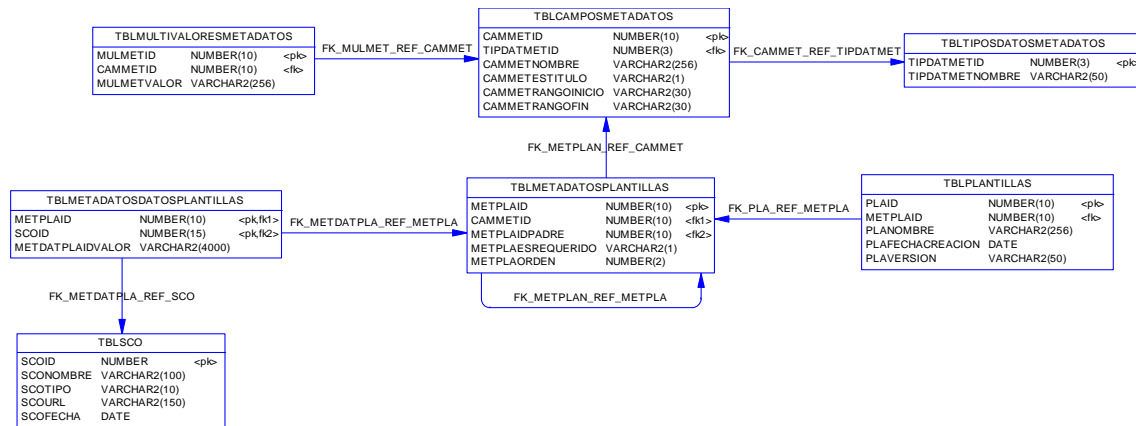 TBLMULTIVALORESMETADATOS
MULMETID NUMBER(10) <pk>
CAMMETID NUMBER(10) <fk>
MULMETVALOR VARCHAR2(256)
FK_MULMET_REF_CAMMET
TBLCAMPOSMETADATOS
CAMMETID NUMBER(10) <pk>
TIPDATMETID NUMBER(3) <fk>
CAMMETNOMBRE VARCHAR2(256)
CAMMETESTITULO VARCHAR2(1)
CAMMETRANGOINICIO VARCHAR2(30)
CAMMETRANGOFIN VARCHAR2(30)
FK_CAMMET_REF_TIPDATMET
TBLTIPOSDATOSMETADATOS
TIPDATMETID NUMBER(3) <pk>
TIPDATMETNOMBRE VARCHAR2(50)
FK_METPLAN_REF_CAMMET
TBLMETADATOSDATOSPLANTILLAS
METPLAID NUMBER(10) <pk,fk1>
SCOID NUMBER(15) <pk,fk2>
METDATPLAIDVALOR VARCHAR2(4000)
FK_METDATPLA_REF_METPLA
TBLMETADATOSPLANTILLAS
METPLAID NUMBER(10) <pk>
CAMMETID NUMBER(10) <fk1>
METPLAIDPADRE NUMBER(10) <fk2>
METPLAESREQUERIDO VARCHAR2(1)
METPLAORDEN NUMBER(2)
FK_PLA_REF_METPLA
TBLPLANTILLAS
PLAID NUMBER(10) <pk>
METPLAID NUMBER(10) <fk>
PLANOMBRE VARCHAR2(256)
PLAFECHACREACION DATE
PLAVERSION VARCHAR2(50)
FK_METDATPLA_REF_SCO
FK_METPLAN_REF_METPLA
TBLSCO
SCOID NUMBER <pk>
SCONOMBRE VARCHAR2(100)
SCOTIPO VARCHAR2(10)
SCOURL VARCHAR2(150)
SCOFECHA DATE